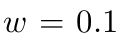 w = 0.1